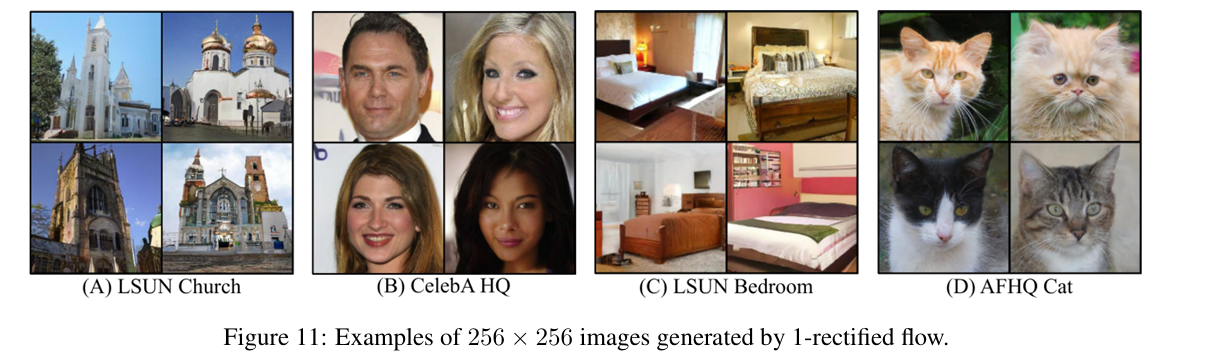 (A) LSUN Church
(B) CelebA HQ
(C) LSUN Bedroom
(D) AFHQ Cat
Figure 11: Examples of 256 × 256 images generated by 1-rectified flow.